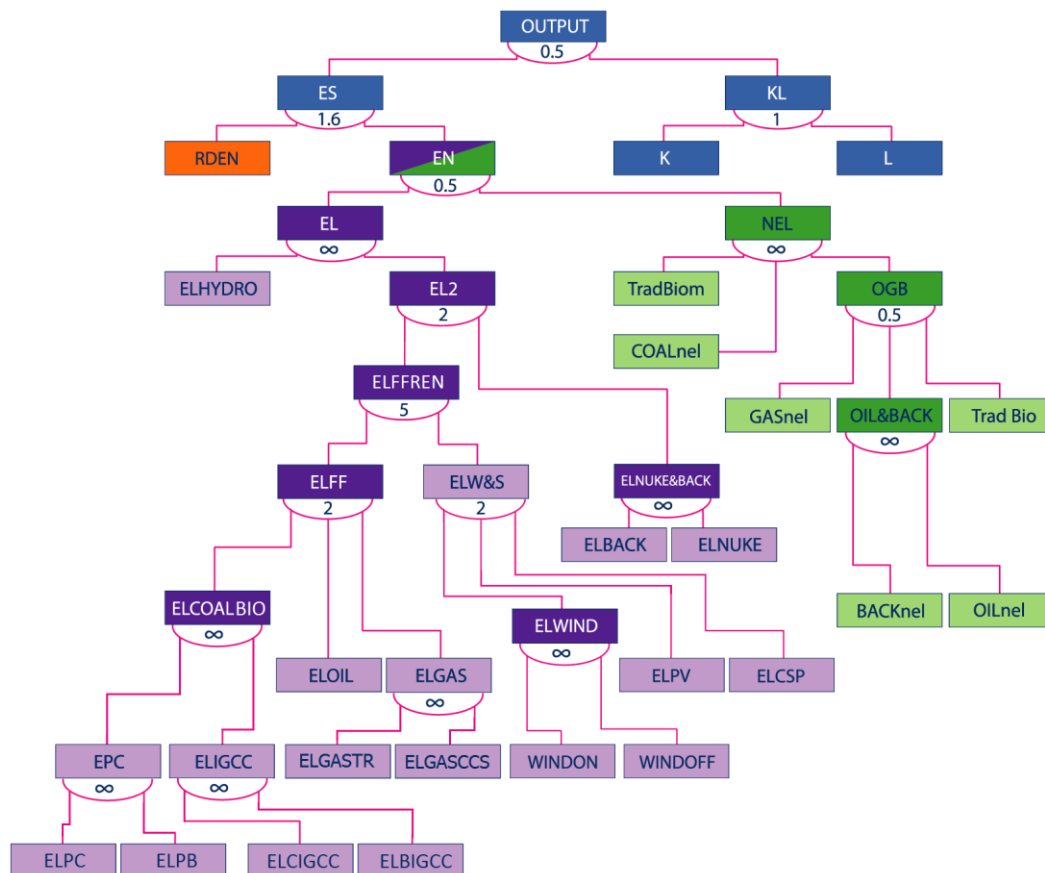 OUTPUT
0.5
ES
KL
1.6
1
RDEN
EN
K
L
0.5
EL
NEL
∞
∞
ELHYDRO
EL2
TradBiom
OGB
2
0.5
COALnel
ELFFREN
5
GASnel
OIL&BACK
Trad Bio
∞
ELFF
ELW&S
ELNUKE&BACK
2
2
∞
ELBACK
ELNUKE
ELCOALBIO
∞
BACKnel
OILnel
ELWIND
∞
ELOIL
ELGAS
ELPV
ELCSP
∞
EPC
ELIGCC
ELGASTR
ELGASCCS
WINDON
WINDOFF
∞
∞
ELPC
ELPB
ELCIGCC
ELBIGCC